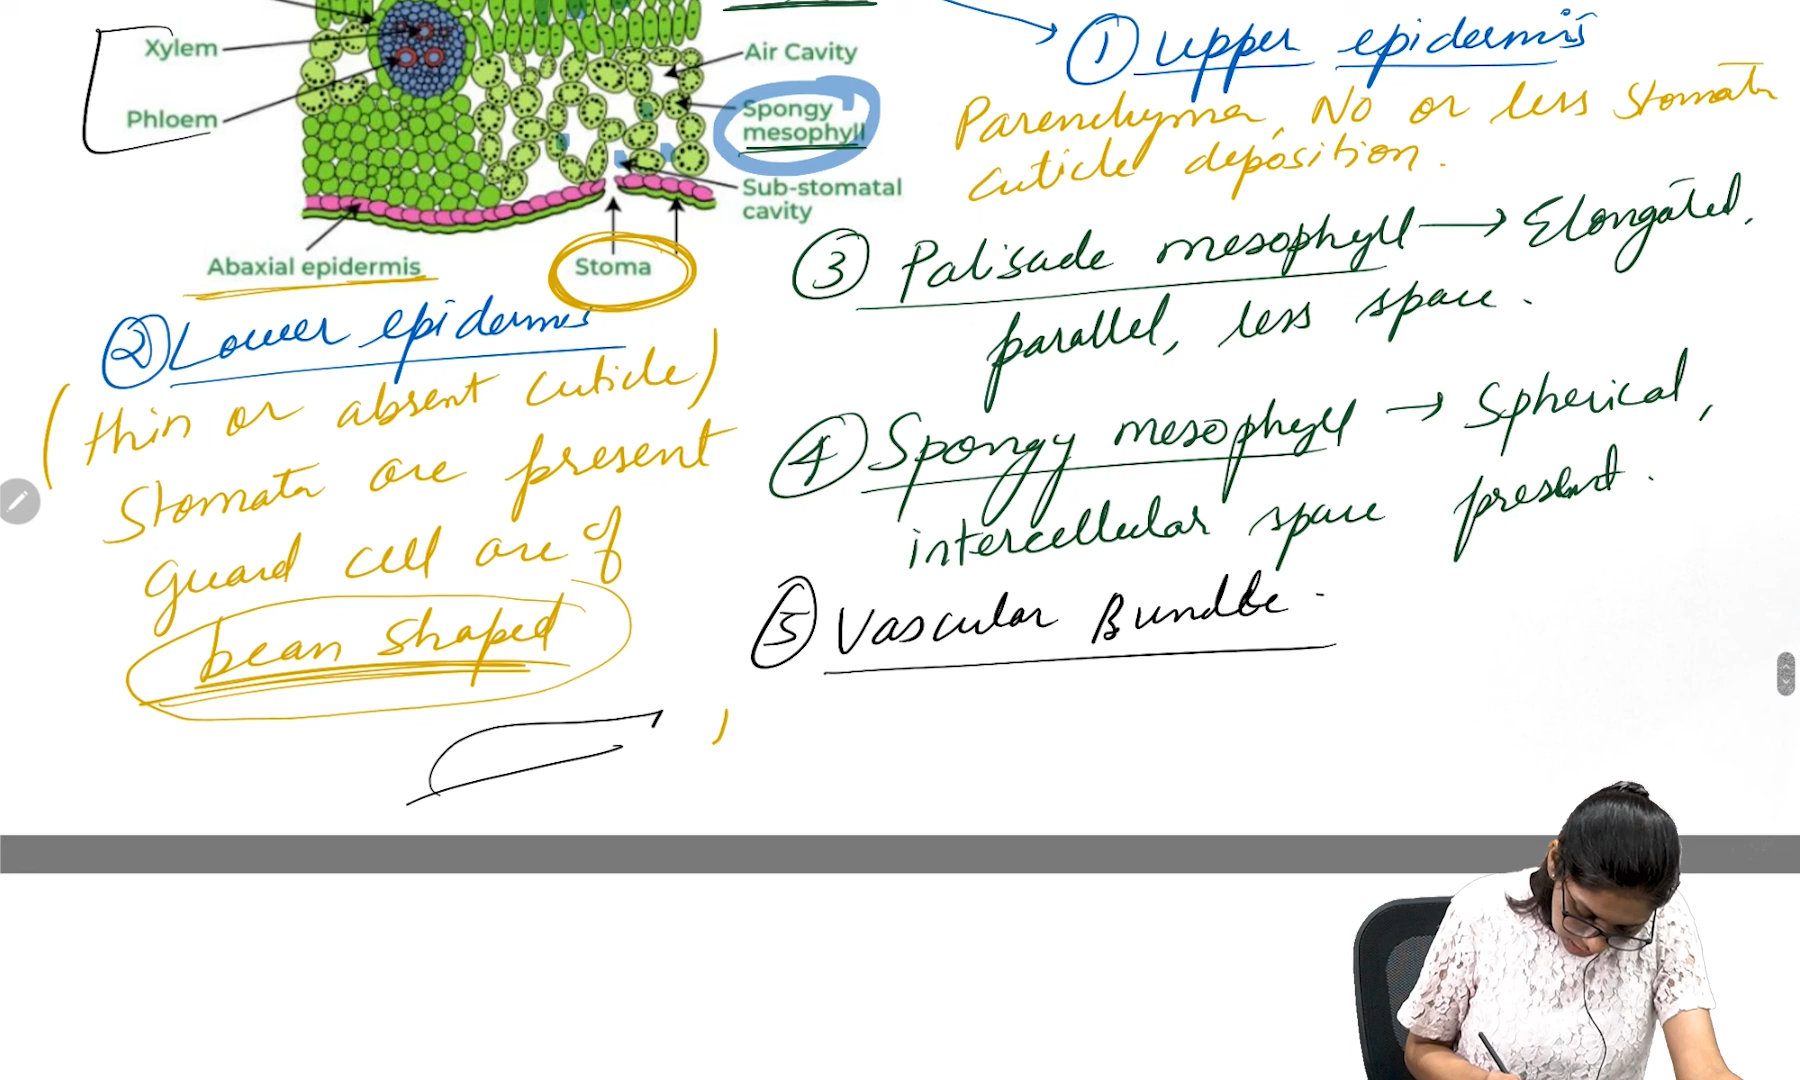 Xylem
Phloem
Air Cavity
Spongy
mesophyll
Sub-stomatal
cavity
Abaxial epidermis
Stoma
① Upper epidermis
Parenchyma, No or less Stomata
cuticle deposition.
② Lower epidermis
(thin or absent cuticle)
Stomata are present
guard cell are of
bean shaped
,
③ Palisade mesophyll → Elongated,
parallel, less space.
④ Spongy mesophyll → Spherical,
intercellular space present.
⑤ Vascular Bundle.